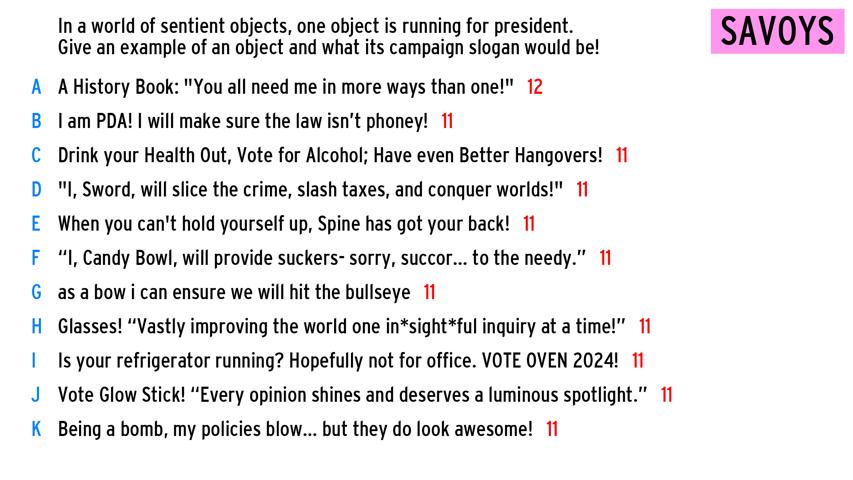 In a world of sentient objects, one object is running for president.
Give an example of an object and what its campaign slogan would be!
SAVOYS
A A History Book: "You all need me in more ways than one!" 12
B I am PDA! I will make sure the law isn’t phoney! 11
C Drink your Health Out, Vote for Alcohol; Have even Better Hangovers! 11
D "I, Sword, will slice the crime, slash taxes, and conquer worlds!" 11
E When you can't hold yourself up, Spine has got your back! 11
F “I, Candy Bowl, will provide suckers- sorry, succor... to the needy.” 11
G as a bow i can ensure we will hit the bullseye 11
H Glasses! “Vastly improving the world one in*sight*ful inquiry at a time!” 11
I Is your refrigerator running? Hopefully not for office. VOTE OVEN 2024! 11
J Vote Glow Stick! “Every opinion shines and deserves a luminous spotlight.” 11
K Being a bomb, my policies blow... but they do look awesome! 11